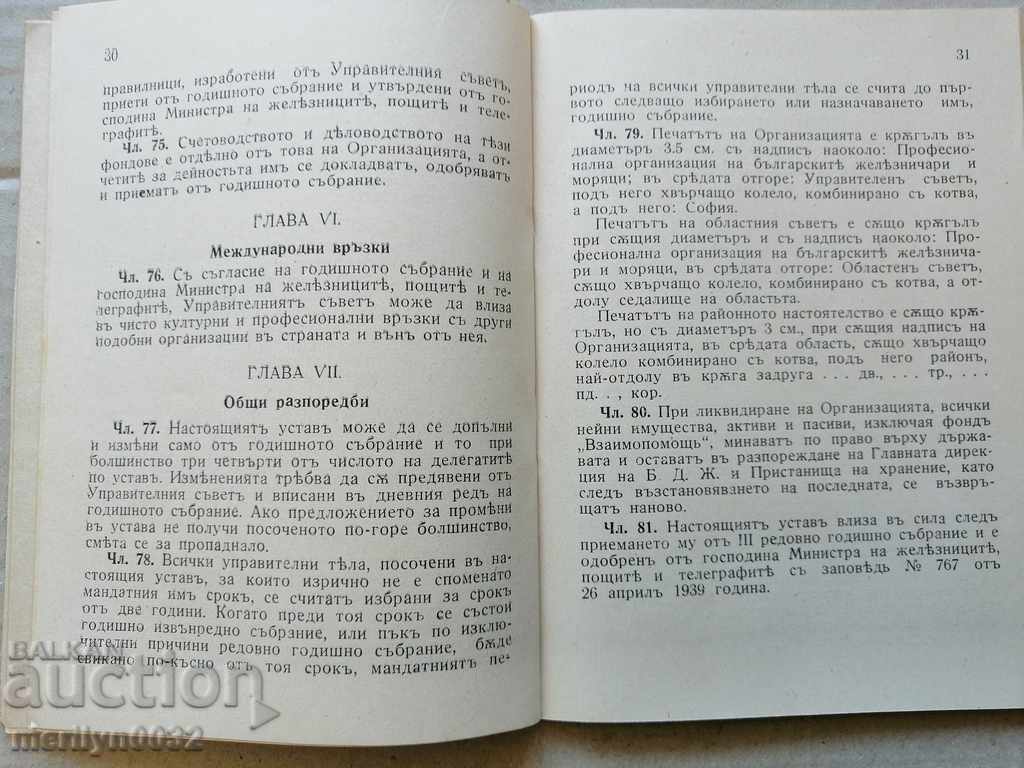 30
правилници, изработени отъ Управителния съветъ,
приети отъ годишното събрание и утвърдени отъ го-
сподина Министра на желѣзницитѣ, пощитѣ и теле-
графитѣ.
Чл. 75. Счетоводството и дѣловодството на тѣзи
фондове е отдѣлно отъ това на Организацията, а от-
четитѣ за дейностьта имъ се докладватъ, одобряватъ
и приематъ отъ годишното събрание.
ГЛАВА VI.
Международни връзки
Чл. 76. Съ съгласие на годишното събрание и на
господина Министра на желѣзницитѣ, пощитѣ и те-
леграфитѣ, Управителниятъ съветъ може да влиза
въ чисто културни и професионални връзки съ други
подобни организации въ страната и вънъ отъ нея.
ГЛАВА VII.
Общи разпоредби
Чл. 77. Настоящиятъ уставъ може да се допълни
и измѣни само отъ годишното събрание и то при
болшинство три четвърти отъ числото на делегатитѣ
по уставъ. Измѣненията трѣбва да сѫ предявени отъ
Управителния съветъ и вписани въ дневния редъ на
годишното събрание. Ако предложението за промѣни
въ устава не получи посоченото по-горе болшинство,
смѣта се за пропаднало.
Чл. 78. Всички управителни тѣла, посочени въ на-
стоящия уставъ, за които изрично не е споменато
мандатния имъ срокъ, се считатъ избрани за срокъ
отъ две години. Когато преди тоя срокъ се състои
годишно извънредно събрание, или пъкъ по изклю-
чителни причини редовно годишно събрание, бѫде
свикано по-късно отъ тоя срокъ, мандатниятъ пе-
31
риодъ на всички управителни тѣла се счита до пър-
вото следващо избирането или назначаването имъ,
годишно събрание.
Чл. 79. Печатътъ на Организацията е крѫгълъ въ
диаметъръ 3.5 см. съ надписъ наоколо: Професио-
нална организация на българскитѣ желѣзничари и
моряци; въ срѣдата отгоре: Управителенъ съветъ,
подъ него хвърчащо колело, комбинирано съ котва,
а подъ него: София.
Печатътъ на областния съветъ е сѫщо крѫгълъ
при сѫщия диаметъръ и съ надписъ наоколо: Про-
фесионална организация на българскитѣ желѣзнича-
ри и моряци, въ срѣдата отгоре: Областенъ съветъ,
сѫщо хвърчащо колело, комбинирано съ котва, а от-
долу седалище на областьта.
Печатътъ на районното настоятелство е сѫщо крѫ-
гълъ, но съ диаметъръ 3 см., при сѫщия надписъ на
Организацията, въ срѣдата область, сѫщо хвърчащо
колело комбинирано съ котва, подъ него районъ,
най-отдолу въ крѫга задруга . . . дв., . . . тр., . . .
пд. . , кор.
Чл. 80. При ликвидиране на Организацията, всички
нейни имущества, активи и пасиви, изключая фондъ
„Взаимопомощь“, минаватъ по право върху държа-
вата и оставатъ въ разпореждане на Главната дирек-
ция на Б. Д. Ж. и Пристанища на хранение, като
следъ възстановяването на последната, се възвръ-
щатъ наново.
Чл. 81. Настоящиятъ уставъ влиза въ сила следъ
приемането му отъ III редовно годишно събрание и е
одобренъ отъ господина Министра на желѣзницитѣ,
пощитѣ и телеграфитѣ съ заповѣдь № 767 отъ
26 априлъ 1939 година.
BALKAN
auction
merilyn0032